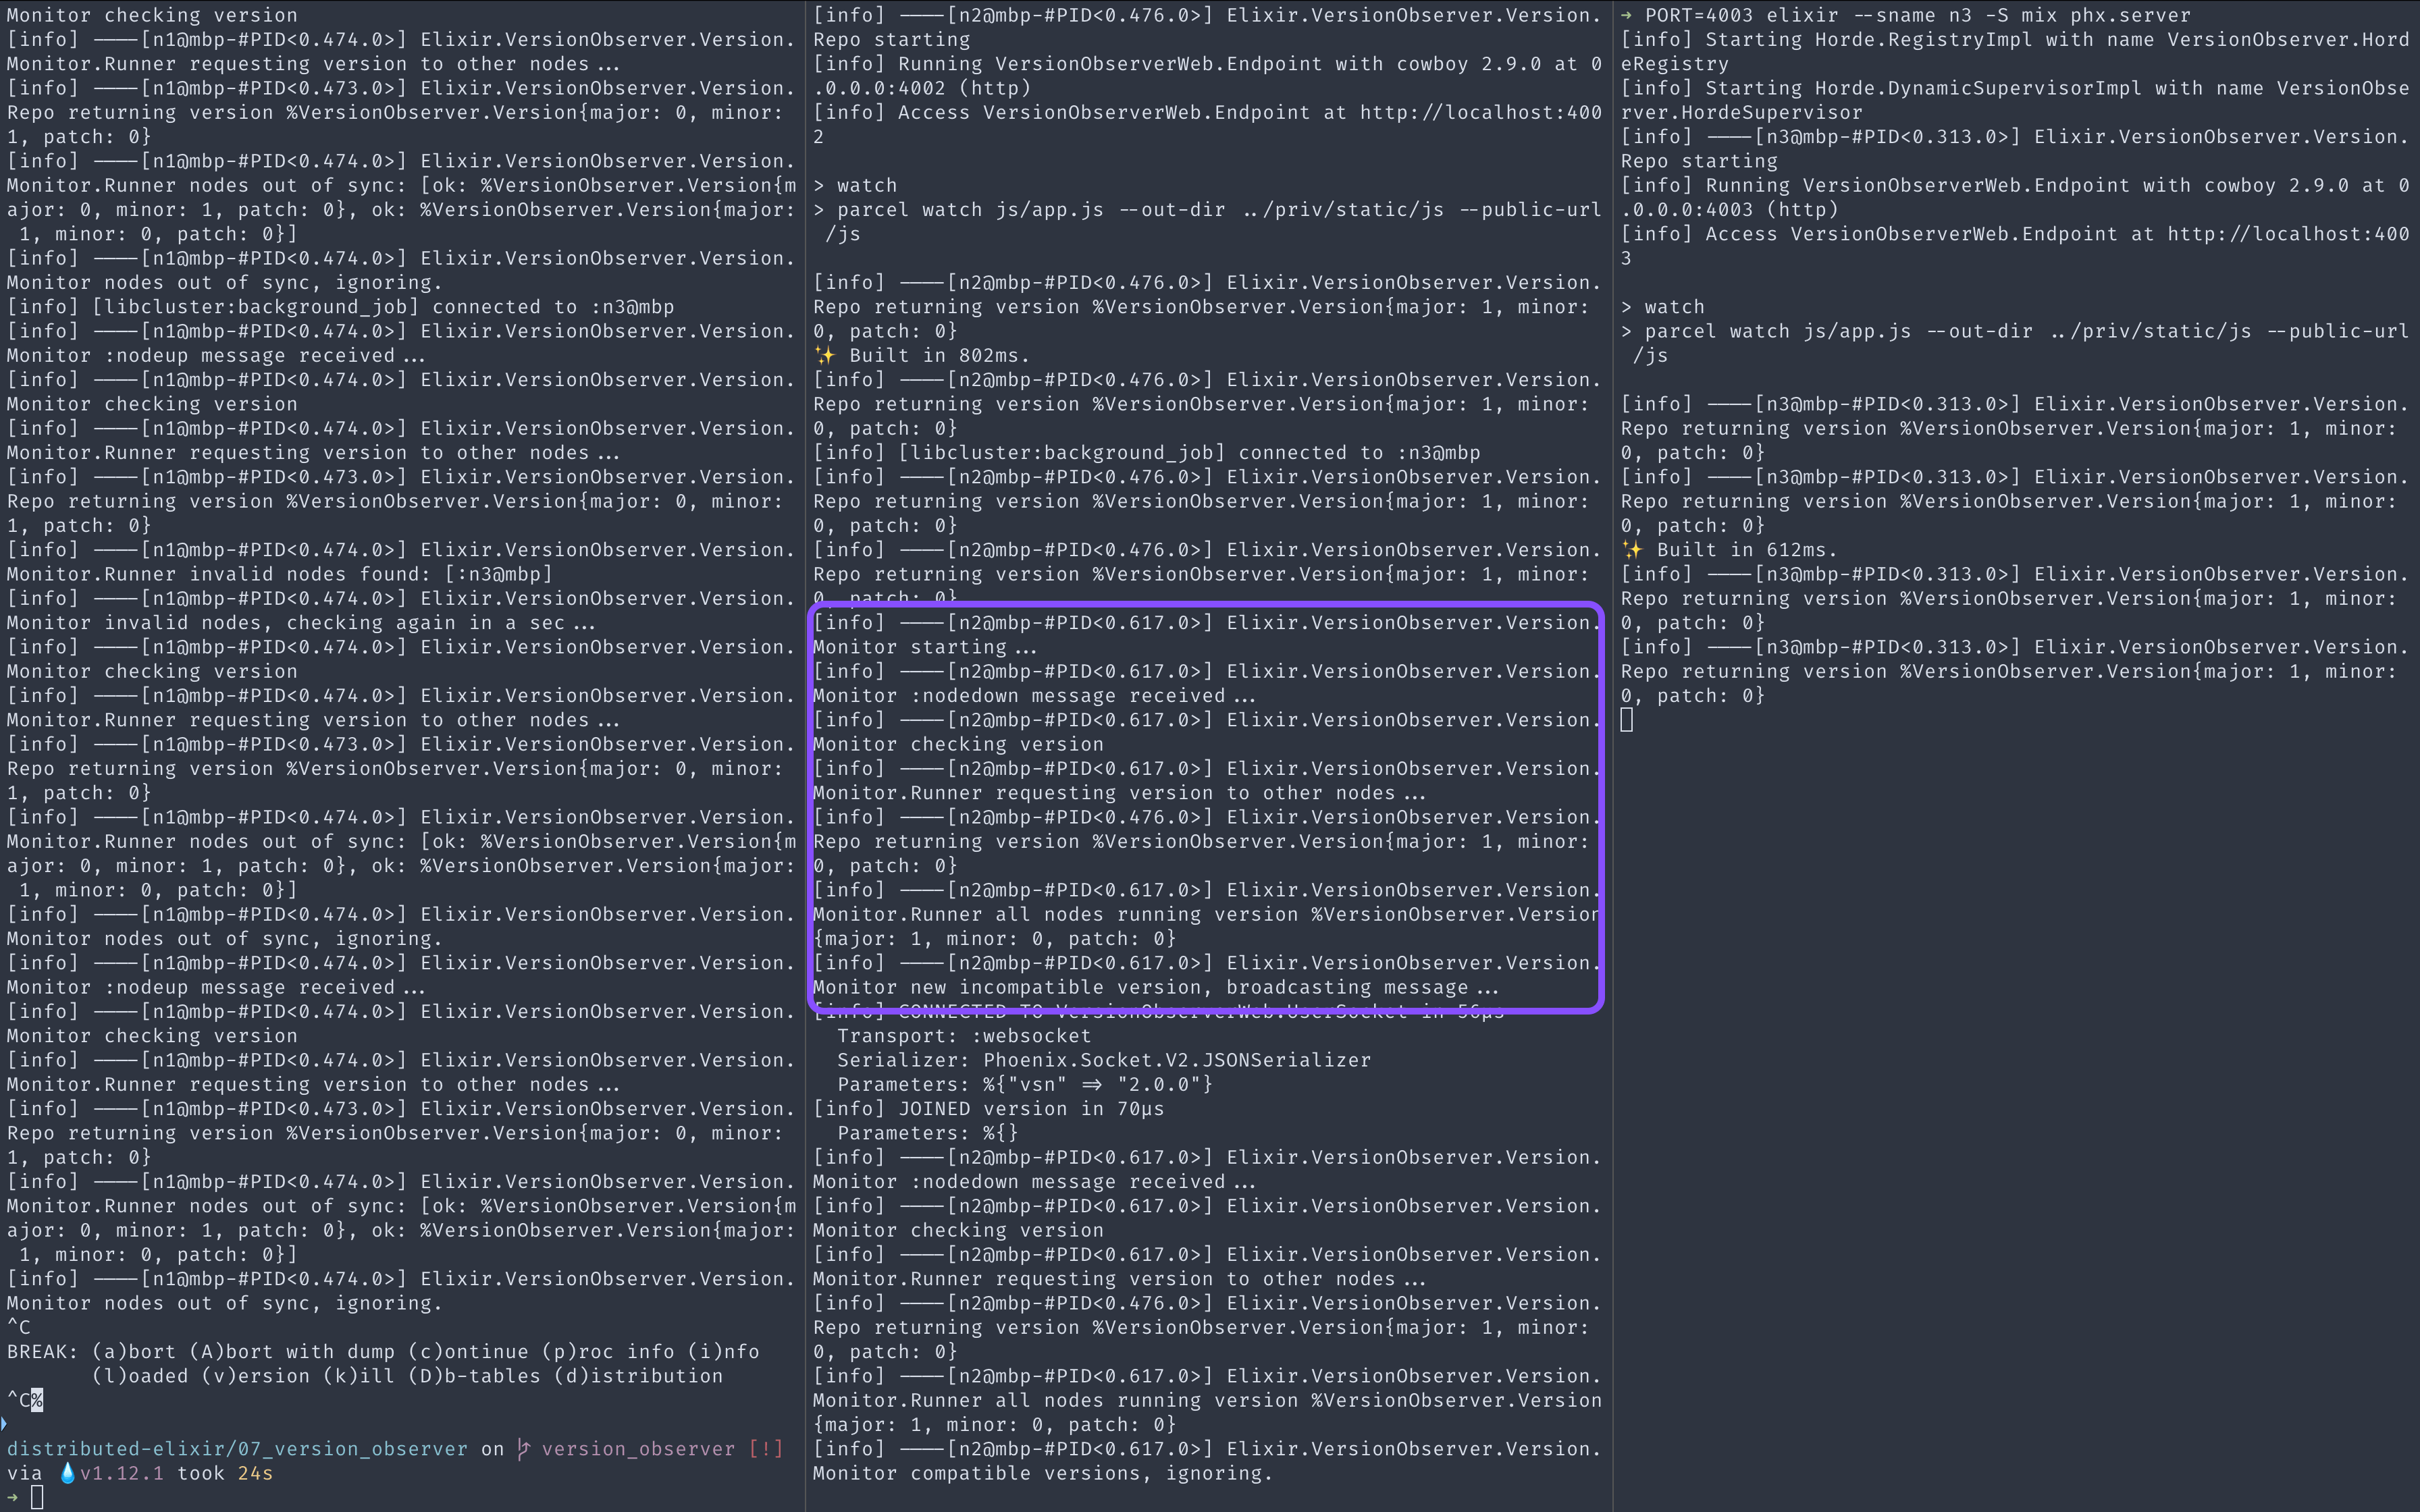 Monitor checking version
[info] ————[n1@mbp-#PID<0.474.0>] Elixir.VersionObserver.Version.
Monitor.Runner requesting version to other nodes...
[info] ————[n1@mbp-#PID<0.473.0>] Elixir.VersionObserver.Version.
Repo returning version %VersionObserver.Version{major: 0, minor:
1, patch: 0}
[info] ————[n1@mbp-#PID<0.474.0>] Elixir.VersionObserver.Version.
Monitor.Runner nodes out of sync: [ok: %VersionObserver.Version{m
ajor: 0, minor: 1, patch: 0}, ok: %VersionObserver.Version{major:
 1, minor: 0, patch: 0}]
[info] ————[n1@mbp-#PID<0.474.0>] Elixir.VersionObserver.Version.
Monitor nodes out of sync, ignoring.
[info] [libcluster:background_job] connected to :n3@mbp
[info] ————[n1@mbp-#PID<0.474.0>] Elixir.VersionObserver.Version.
Monitor :nodeup message received...
[info] ————[n1@mbp-#PID<0.474.0>] Elixir.VersionObserver.Version.
Monitor checking version
[info] ————[n1@mbp-#PID<0.474.0>] Elixir.VersionObserver.Version.
Monitor.Runner requesting version to other nodes...
[info] ————[n1@mbp-#PID<0.473.0>] Elixir.VersionObserver.Version.
Repo returning version %VersionObserver.Version{major: 0, minor:
1, patch: 0}
[info] ————[n1@mbp-#PID<0.474.0>] Elixir.VersionObserver.Version.
Monitor.Runner invalid nodes found: [:n3@mbp]
[info] ————[n1@mbp-#PID<0.474.0>] Elixir.VersionObserver.Version.
Monitor invalid nodes, checking again in a sec...
[info] ————[n1@mbp-#PID<0.474.0>] Elixir.VersionObserver.Version.
Monitor checking version
[info] ————[n1@mbp-#PID<0.474.0>] Elixir.VersionObserver.Version.
Monitor.Runner requesting version to other nodes...
[info] ————[n1@mbp-#PID<0.473.0>] Elixir.VersionObserver.Version.
Repo returning version %VersionObserver.Version{major: 0, minor:
1, patch: 0}
[info] ————[n1@mbp-#PID<0.474.0>] Elixir.VersionObserver.Version.
Monitor.Runner nodes out of sync: [ok: %VersionObserver.Version{m
ajor: 0, minor: 1, patch: 0}, ok: %VersionObserver.Version{major:
 1, minor: 0, patch: 0}]
[info] ————[n1@mbp-#PID<0.474.0>] Elixir.VersionObserver.Version.
Monitor nodes out of sync, ignoring.
[info] ————[n1@mbp-#PID<0.474.0>] Elixir.VersionObserver.Version.
Monitor :nodeup message received...
[info] ————[n1@mbp-#PID<0.474.0>] Elixir.VersionObserver.Version.
Monitor checking version
[info] ————[n1@mbp-#PID<0.474.0>] Elixir.VersionObserver.Version.
Monitor.Runner requesting version to other nodes...
[info] ————[n1@mbp-#PID<0.473.0>] Elixir.VersionObserver.Version.
Repo returning version %VersionObserver.Version{major: 0, minor:
1, patch: 0}
[info] ————[n1@mbp-#PID<0.474.0>] Elixir.VersionObserver.Version.
Monitor.Runner nodes out of sync: [ok: %VersionObserver.Version{m
ajor: 0, minor: 1, patch: 0}, ok: %VersionObserver.Version{major:
 1, minor: 0, patch: 0}]
[info] ————[n1@mbp-#PID<0.474.0>] Elixir.VersionObserver.Version.
Monitor nodes out of sync, ignoring.
^C
BREAK: (a)bort (A)bort with dump (c)ontinue (p)roc info (i)nfo
       (l)oaded (v)ersion (k)ill (D)b-tables (d)istribution
^C%
distributed-elixir/07_version_observer on version_observer [!]
via 💧v1.12.1 took 24s
→
[info] ————[n2@mbp-#PID<0.476.0>] Elixir.VersionObserver.Version.
Repo starting
[info] Running VersionObserverWeb.Endpoint with cowboy 2.9.0 at 0
.0.0.0:4002 (http)
[info] Access VersionObserverWeb.Endpoint at http://localhost:400
2
> watch
> parcel watch js/app.js --out-dir ../priv/static/js --public-url
 /js
[info] ————[n2@mbp-#PID<0.476.0>] Elixir.VersionObserver.Version.
Repo returning version %VersionObserver.Version{major: 1, minor:
0, patch: 0}
✨ Built in 802ms.
[info] ————[n2@mbp-#PID<0.476.0>] Elixir.VersionObserver.Version.
Repo returning version %VersionObserver.Version{major: 1, minor:
0, patch: 0}
[info] [libcluster:background_job] connected to :n3@mbp
[info] ————[n2@mbp-#PID<0.476.0>] Elixir.VersionObserver.Version.
Repo returning version %VersionObserver.Version{major: 1, minor:
0, patch: 0}
[info] ————[n2@mbp-#PID<0.476.0>] Elixir.VersionObserver.Version.
Repo returning version %VersionObserver.Version{major: 1, minor:
0, patch: 0}
[info] ————[n2@mbp-#PID<0.617.0>] Elixir.VersionObserver.Version.
Monitor starting...
[info] ————[n2@mbp-#PID<0.617.0>] Elixir.VersionObserver.Version.
Monitor :nodedown message received...
[info] ————[n2@mbp-#PID<0.617.0>] Elixir.VersionObserver.Version.
Monitor checking version
[info] ————[n2@mbp-#PID<0.617.0>] Elixir.VersionObserver.Version.
Monitor.Runner requesting version to other nodes...
[info] ————[n2@mbp-#PID<0.476.0>] Elixir.VersionObserver.Version.
Repo returning version %VersionObserver.Version{major: 1, minor:
0, patch: 0}
[info] ————[n2@mbp-#PID<0.617.0>] Elixir.VersionObserver.Version.
Monitor.Runner all nodes running version %VersionObserver.Version
{major: 1, minor: 0, patch: 0}
[info] ————[n2@mbp-#PID<0.617.0>] Elixir.VersionObserver.Version.
Monitor new incompatible version, broadcasting message...
[info] CONNECTED TO VersionObserverWeb.UserSocket in 56µs
  Transport: :websocket
  Serializer: Phoenix.Socket.V2.JSONSerializer
  Parameters: %{"vsn" => "2.0.0"}
[info] JOINED version in 70µs
  Parameters: %{}
[info] ————[n2@mbp-#PID<0.617.0>] Elixir.VersionObserver.Version.
Monitor :nodedown message received...
[info] ————[n2@mbp-#PID<0.617.0>] Elixir.VersionObserver.Version.
Monitor checking version
[info] ————[n2@mbp-#PID<0.617.0>] Elixir.VersionObserver.Version.
Monitor.Runner requesting version to other nodes...
[info] ————[n2@mbp-#PID<0.476.0>] Elixir.VersionObserver.Version.
Repo returning version %VersionObserver.Version{major: 1, minor:
0, patch: 0}
[info] ————[n2@mbp-#PID<0.617.0>] Elixir.VersionObserver.Version.
Monitor.Runner all nodes running version %VersionObserver.Version
{major: 1, minor: 0, patch: 0}
[info] ————[n2@mbp-#PID<0.617.0>] Elixir.VersionObserver.Version.
Monitor compatible versions, ignoring.
→ PORT=4003 elixir --sname n3 -S mix phx.server
[info] Starting Horde.RegistryImpl with name VersionObserver.Hord
eRegistry
[info] Starting Horde.DynamicSupervisorImpl with name VersionObse
rver.HordeSupervisor
[info] ————[n3@mbp-#PID<0.313.0>] Elixir.VersionObserver.Version.
Repo starting
[info] Running VersionObserverWeb.Endpoint with cowboy 2.9.0 at 0
.0.0.0:4003 (http)
[info] Access VersionObserverWeb.Endpoint at http://localhost:400
3
> watch
> parcel watch js/app.js --out-dir ../priv/static/js --public-url
 /js
[info] ————[n3@mbp-#PID<0.313.0>] Elixir.VersionObserver.Version.
Repo returning version %VersionObserver.Version{major: 1, minor:
0, patch: 0}
[info] ————[n3@mbp-#PID<0.313.0>] Elixir.VersionObserver.Version.
Repo returning version %VersionObserver.Version{major: 1, minor:
0, patch: 0}
✨ Built in 612ms.
[info] ————[n3@mbp-#PID<0.313.0>] Elixir.VersionObserver.Version.
Repo returning version %VersionObserver.Version{major: 1, minor:
0, patch: 0}
[info] ————[n3@mbp-#PID<0.313.0>] Elixir.VersionObserver.Version.
Repo returning version %VersionObserver.Version{major: 1, minor:
0, patch: 0}